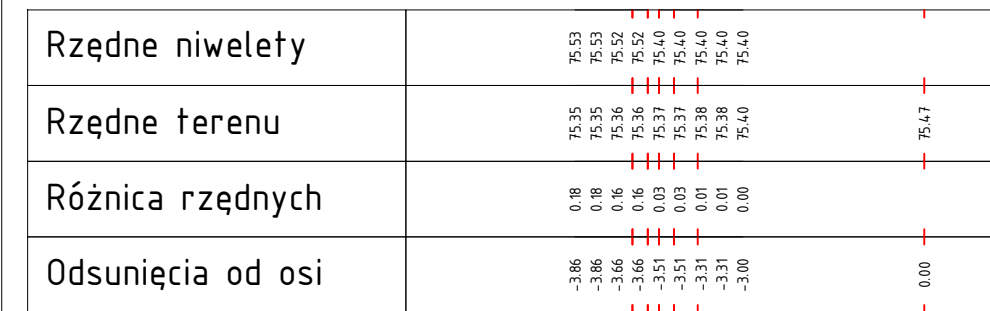 Rzędne niwelety 75.53 75.53 75.52 75.52 75.40 75.40 75.40 75.40 75.40
Rzędne terenu 75.35 75.35 75.36 75.36 75.37 75.37 75.38 75.38 75.40 75.47
Różnica rzędnych 0.18 0.18 0.16 0.16 0.03 0.03 0.01 0.01 0.00
Odsunięcia od osi -3.86 -3.86 -3.66 -3.66 -3.51 -3.51 -3.31 -3.31 -3.00 0.00